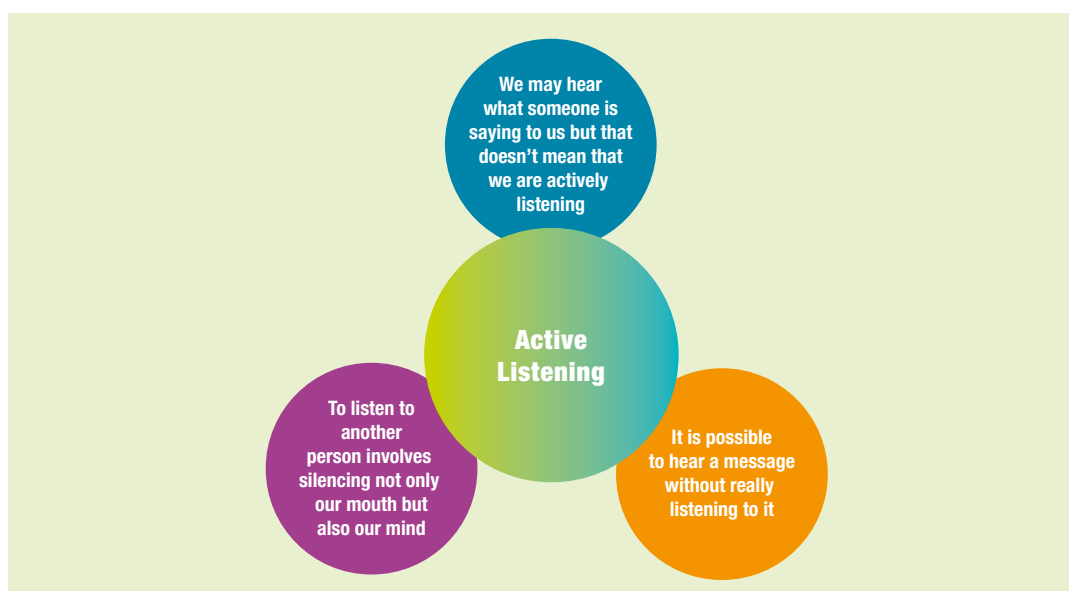 We may hear
what someone is
saying to us but that
doesn’t mean that
we are actively
listening
Active
Listening
To listen to
another
person involves
silencing not only
our mouth but
also our mind
It is possible
to hear a message
without really
listening to it